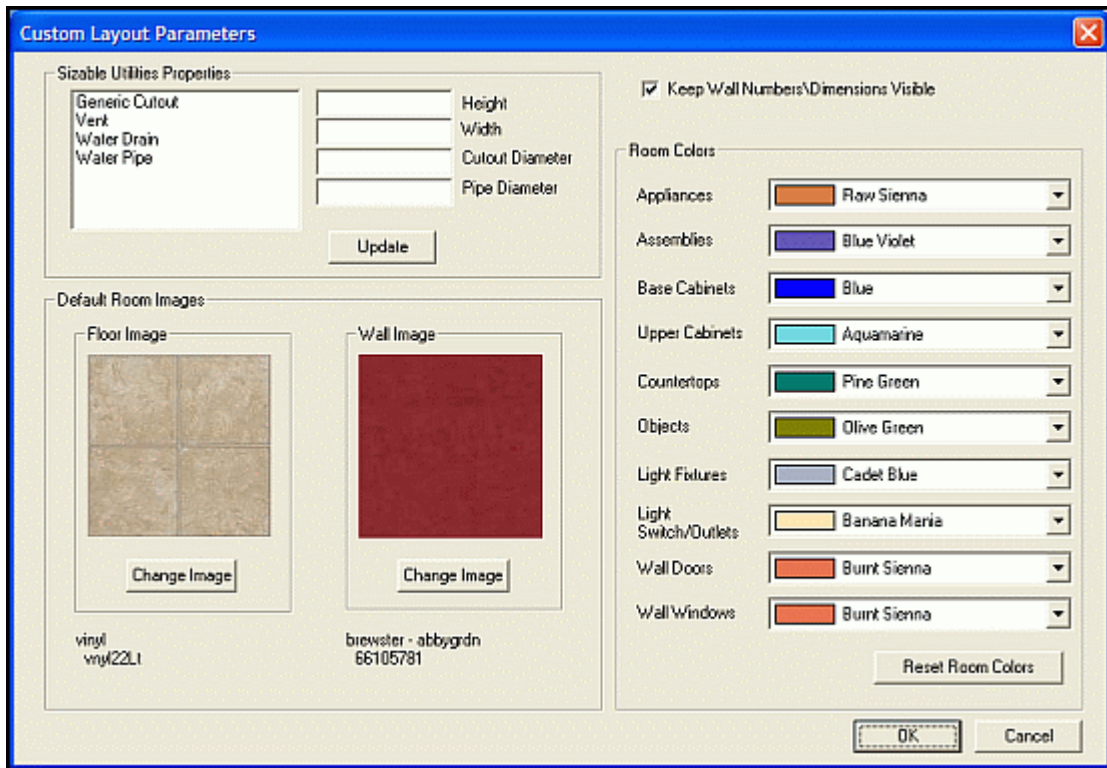 Custom Layout Parameters
Sizable Utilities Properties
Generic Cutout
Vent
Water Drain
Water Pipe
Height
Width
Cutout Diameter
Pipe Diameter
Update
Keep Wall Numbers\Dimensions Visible
Default Room Images
Floor Image
Change Image
vinyl
vnyl22Lt
Wall Image
Change Image
brewster - abbygrdn
66105781
Room Colors
Appliances Raw Sienna
Assemblies Blue Violet
Base Cabinets Blue
Upper Cabinets Aquamarine
Countertops Pine Green
Objects Olive Green
Light Fixtures Cadet Blue
Light
Switch/Outlets Banana Mania
Wall Doors Burnt Sienna
Wall Windows Burnt Sienna
Reset Room Colors
OK Cancel